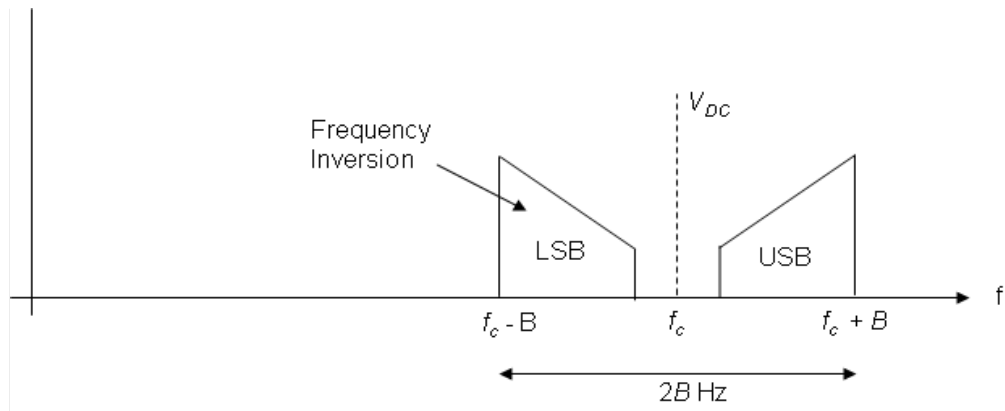 V_DC
Frequency
Inversion
LSB
USB
f
f_c - B
f_c
f_c + B
2B Hz